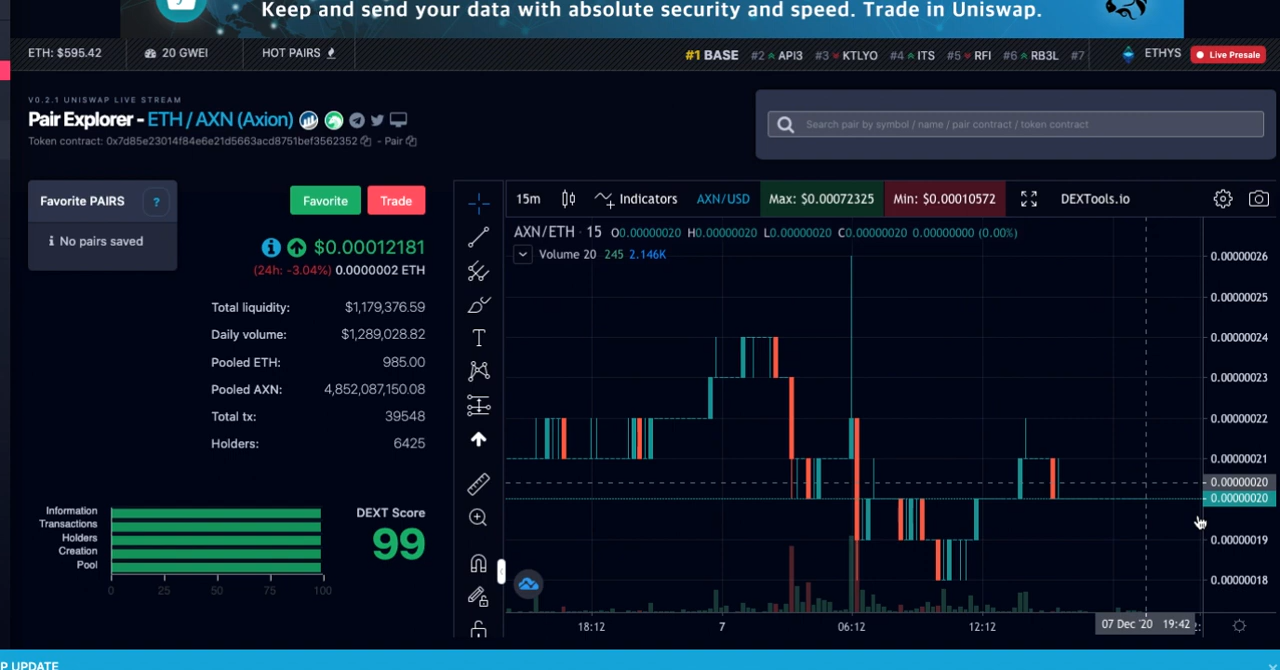 Keep and send your data with absolute security and speed. Trade in Uniswap.
ETH: $595.42
20 GWEI
HOT PAIRS
#1 BASE #2 API3 #3 KTLYO #4 ITS #5 RFI #6 RB3L #7
ETHYS
Live Presale
V0.2.1 UNISWAP LIVE STREAM
Pair Explorer - ETH / AXN (Axion)
Token contract: 0x7d85e23014f84e6e21d5663acd8751bef3562352 - Pair
Search pair by symbol / name / pair contract / token contract
Favorite PAIRS ?
No pairs saved
Favorite
Trade
$0.00012181
(24h: -3.04%) 0.0000002 ETH
Total liquidity: $1,179,376.59
Daily volume: $1,289,028.82
Pooled ETH: 985.00
Pooled AXN: 4,852,087,150.08
Total tx: 39548
Holders: 6425
Information
Transactions
Holders
Creation
Pool
0 25 50 75 100
DEXT Score
99
15m
Indicators
AXN/USD
Max: $0.00072325
Min: $0.00010572
DEXTools.io
AXN/ETH · 15 O0.00000020 H0.00000020 L0.00000020 C0.00000020 0.00000000 (0.00%)
Volume 20 245 2.146K
0.00000026
0.00000025
0.00000024
0.00000023
0.00000022
0.00000021
0.00000020
0.00000020
0.00000019
0.00000018
18:12 7 06:12 12:12
07 Dec '20 19:42
P UPDATE